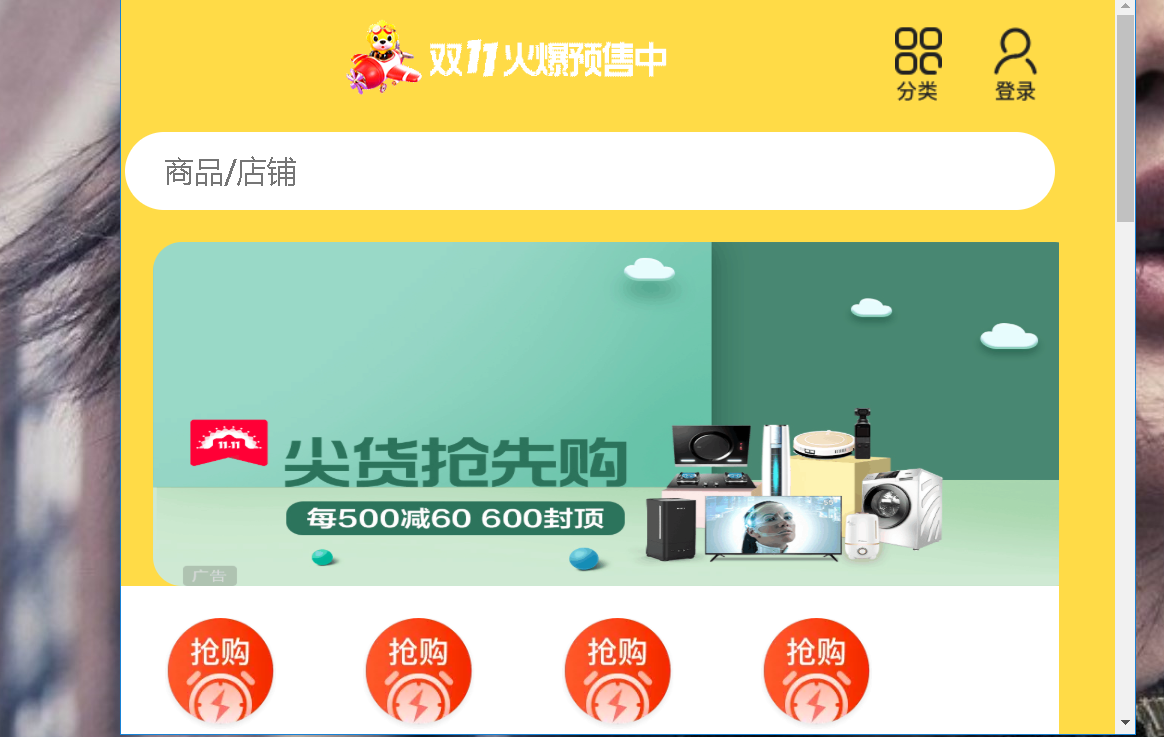 双11火爆预售中
分类
登录
商品/店铺
11.11
尖货抢先购
每500减60 600封顶
广告
抢购
抢购
抢购
抢购